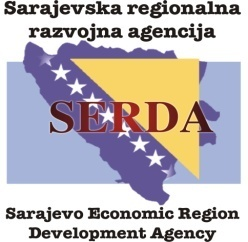 Sarajevska regionalna
razvojna agencija
SERDA
Sarajevo Economic Region
Development Agency